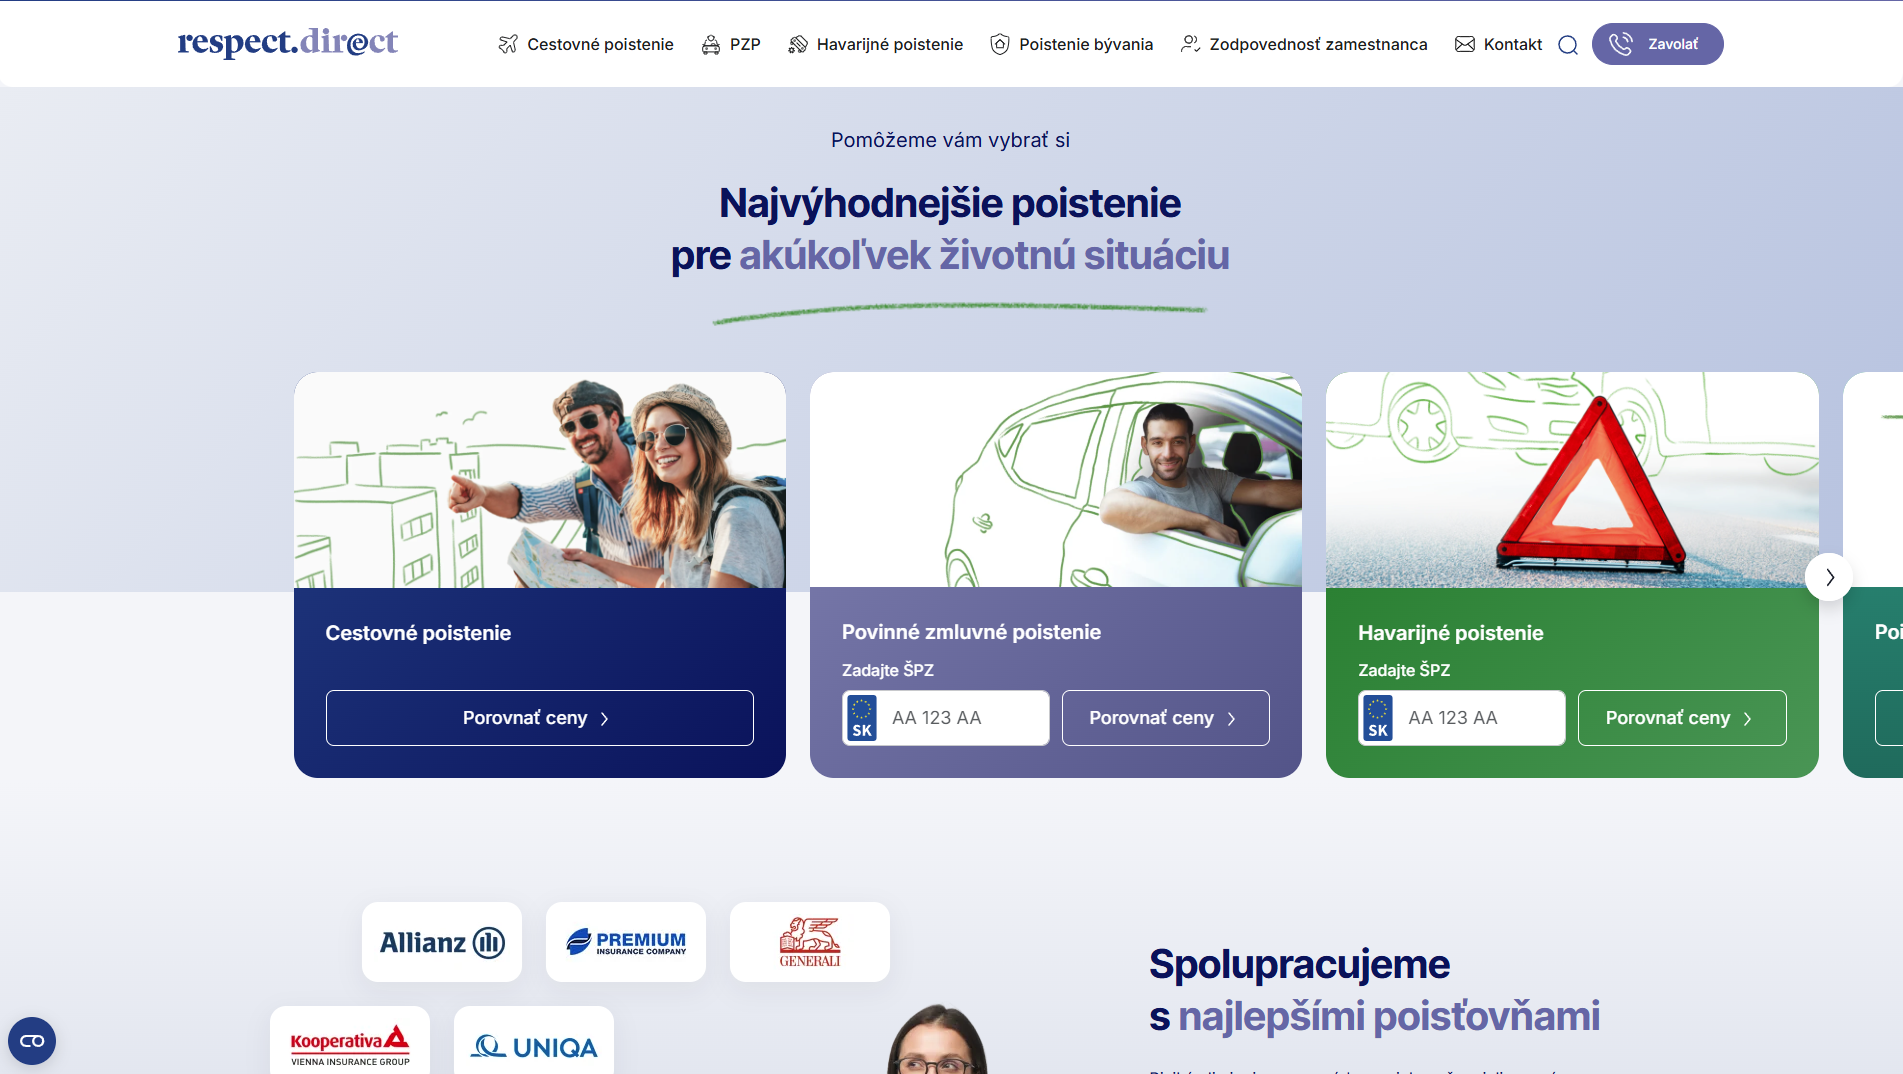 respect.direct
Cestovné poistenie
PZP
Havarijné poistenie
Poistenie bývania
Zodpovednosť zamestnanca
Kontakt
Zavolať
Pomôžeme vám vybrať si
Najvýhodnejšie poistenie
pre akúkoľvek životnú situáciu
Cestovné poistenie
Porovnať ceny
Povinné zmluvné poistenie
Zadajte ŠPZ
SK AA 123 AA
Porovnať ceny
Havarijné poistenie
Zadajte ŠPZ
SK AA 123 AA
Porovnať ceny
Allianz
PREMIUM
INSURANCE COMPANY
GENERALI
Kooperativa
VIENNA INSURANCE GROUP
UNIQA
Spolupracujeme
s najlepšími poisťovňami